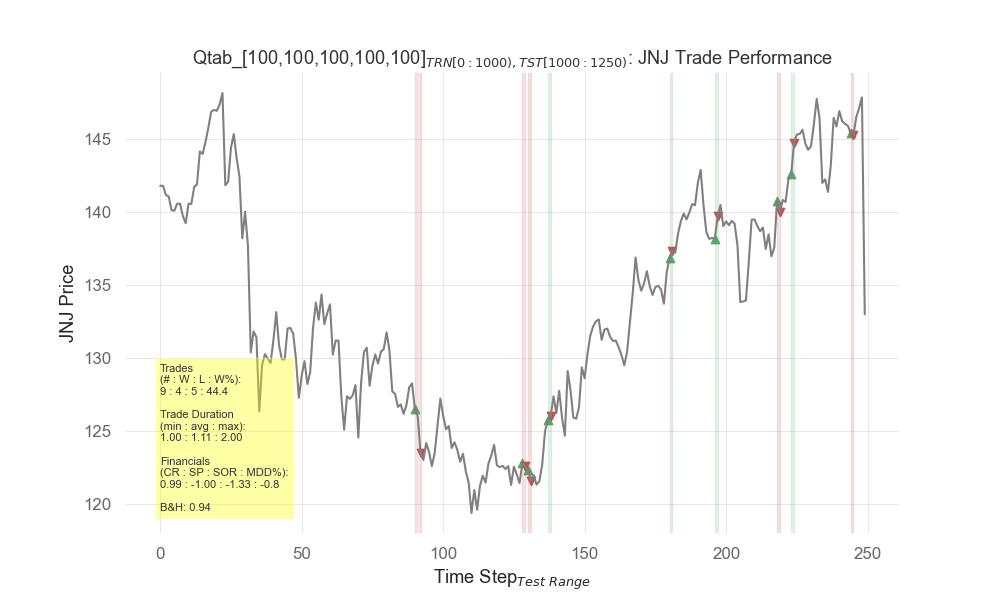 Qtab_[100,100,100,100,100]TRN[0 : 1000), TST[1000 : 1250): JNJ Trade Performance
JNJ Price
145
140
135
130
125
120
Trades
(# : W : L : W%):
9 : 4 : 5 : 44.4
Trade Duration
(min : avg : max):
1.00 : 1.11 : 2.00
Financials
(CR : SP : SOR : MDD%):
0.99 : -1.00 : -1.33 : -0.8
B&H: 0.94
0 50 100 150 200 250
Time StepTest Range